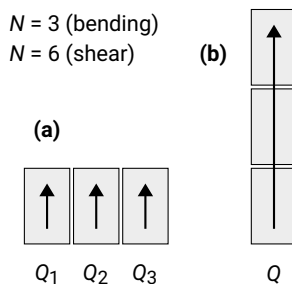 N = 3 (bending)
N = 6 (shear)
(b)
(a)
Q1 Q2 Q3
Q